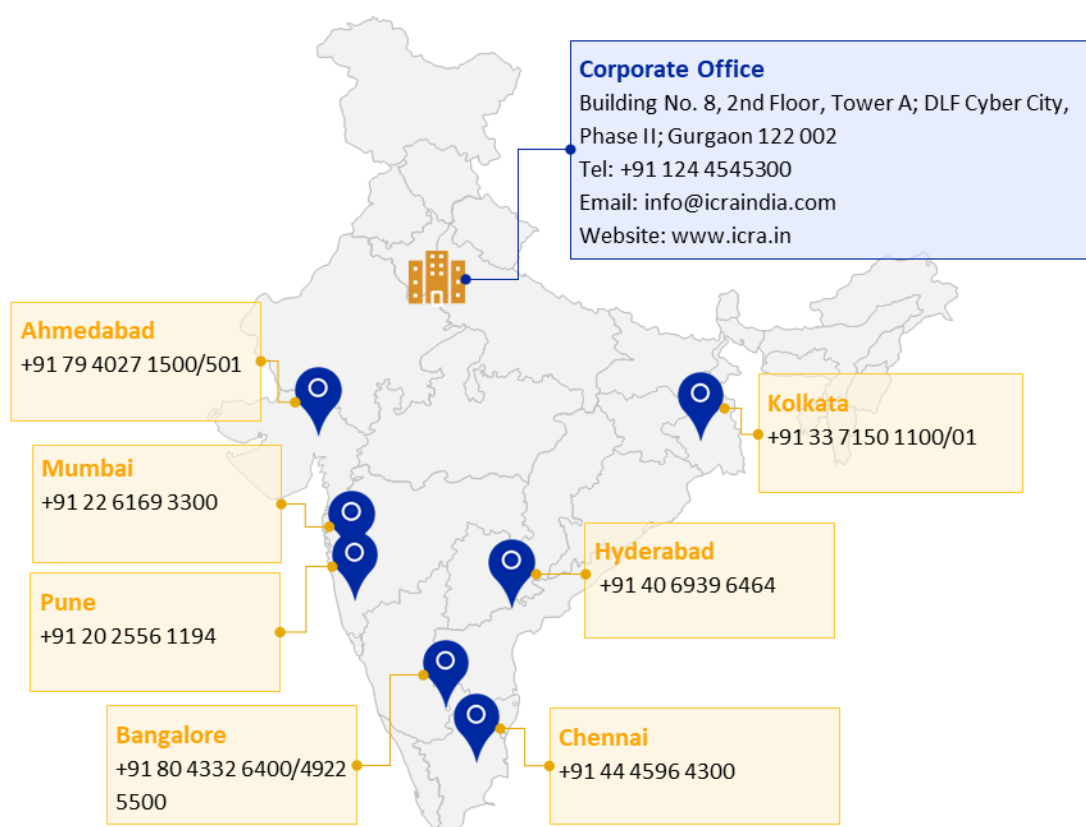 Corporate Office
Building No. 8, 2nd Floor, Tower A; DLF Cyber City,
Phase II; Gurgaon 122 002
Tel: +91 124 4545300
Email: info@icraindia.com
Website: www.icra.in
Ahmedabad
+91 79 4027 1500/501
Kolkata
+91 33 7150 1100/01
Mumbai
+91 22 6169 3300
Hyderabad
+91 40 6939 6464
Pune
+91 20 2556 1194
Bangalore
+91 80 4332 6400/4922
5500
Chennai
+91 44 4596 4300